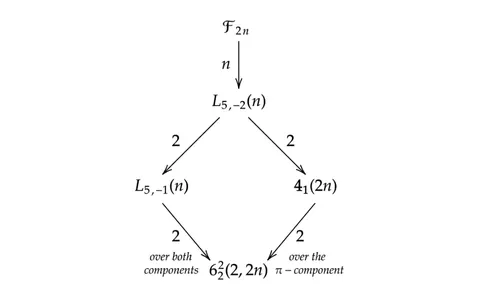 ℱ₂ₙ
n
L₅,₋₂(n)
2 2
L₅,₋₁(n) 4₁(2n)
2 2
over both over the
components 6²₂(2, 2n) π − component